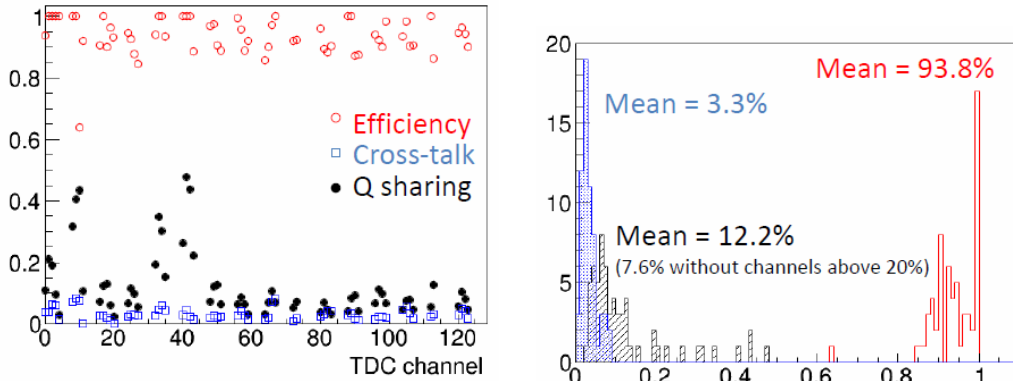 1
0.8
0.6
0.4
0.2
0
0 20 40 60 80 100 120
TDC channel
Efficiency
Cross-talk
Q sharing
20
15
10
5
0
0 0.2 0.4 0.6 0.8 1
Mean = 93.8%
Mean = 3.3%
Mean = 12.2%
(7.6% without channels above 20%)